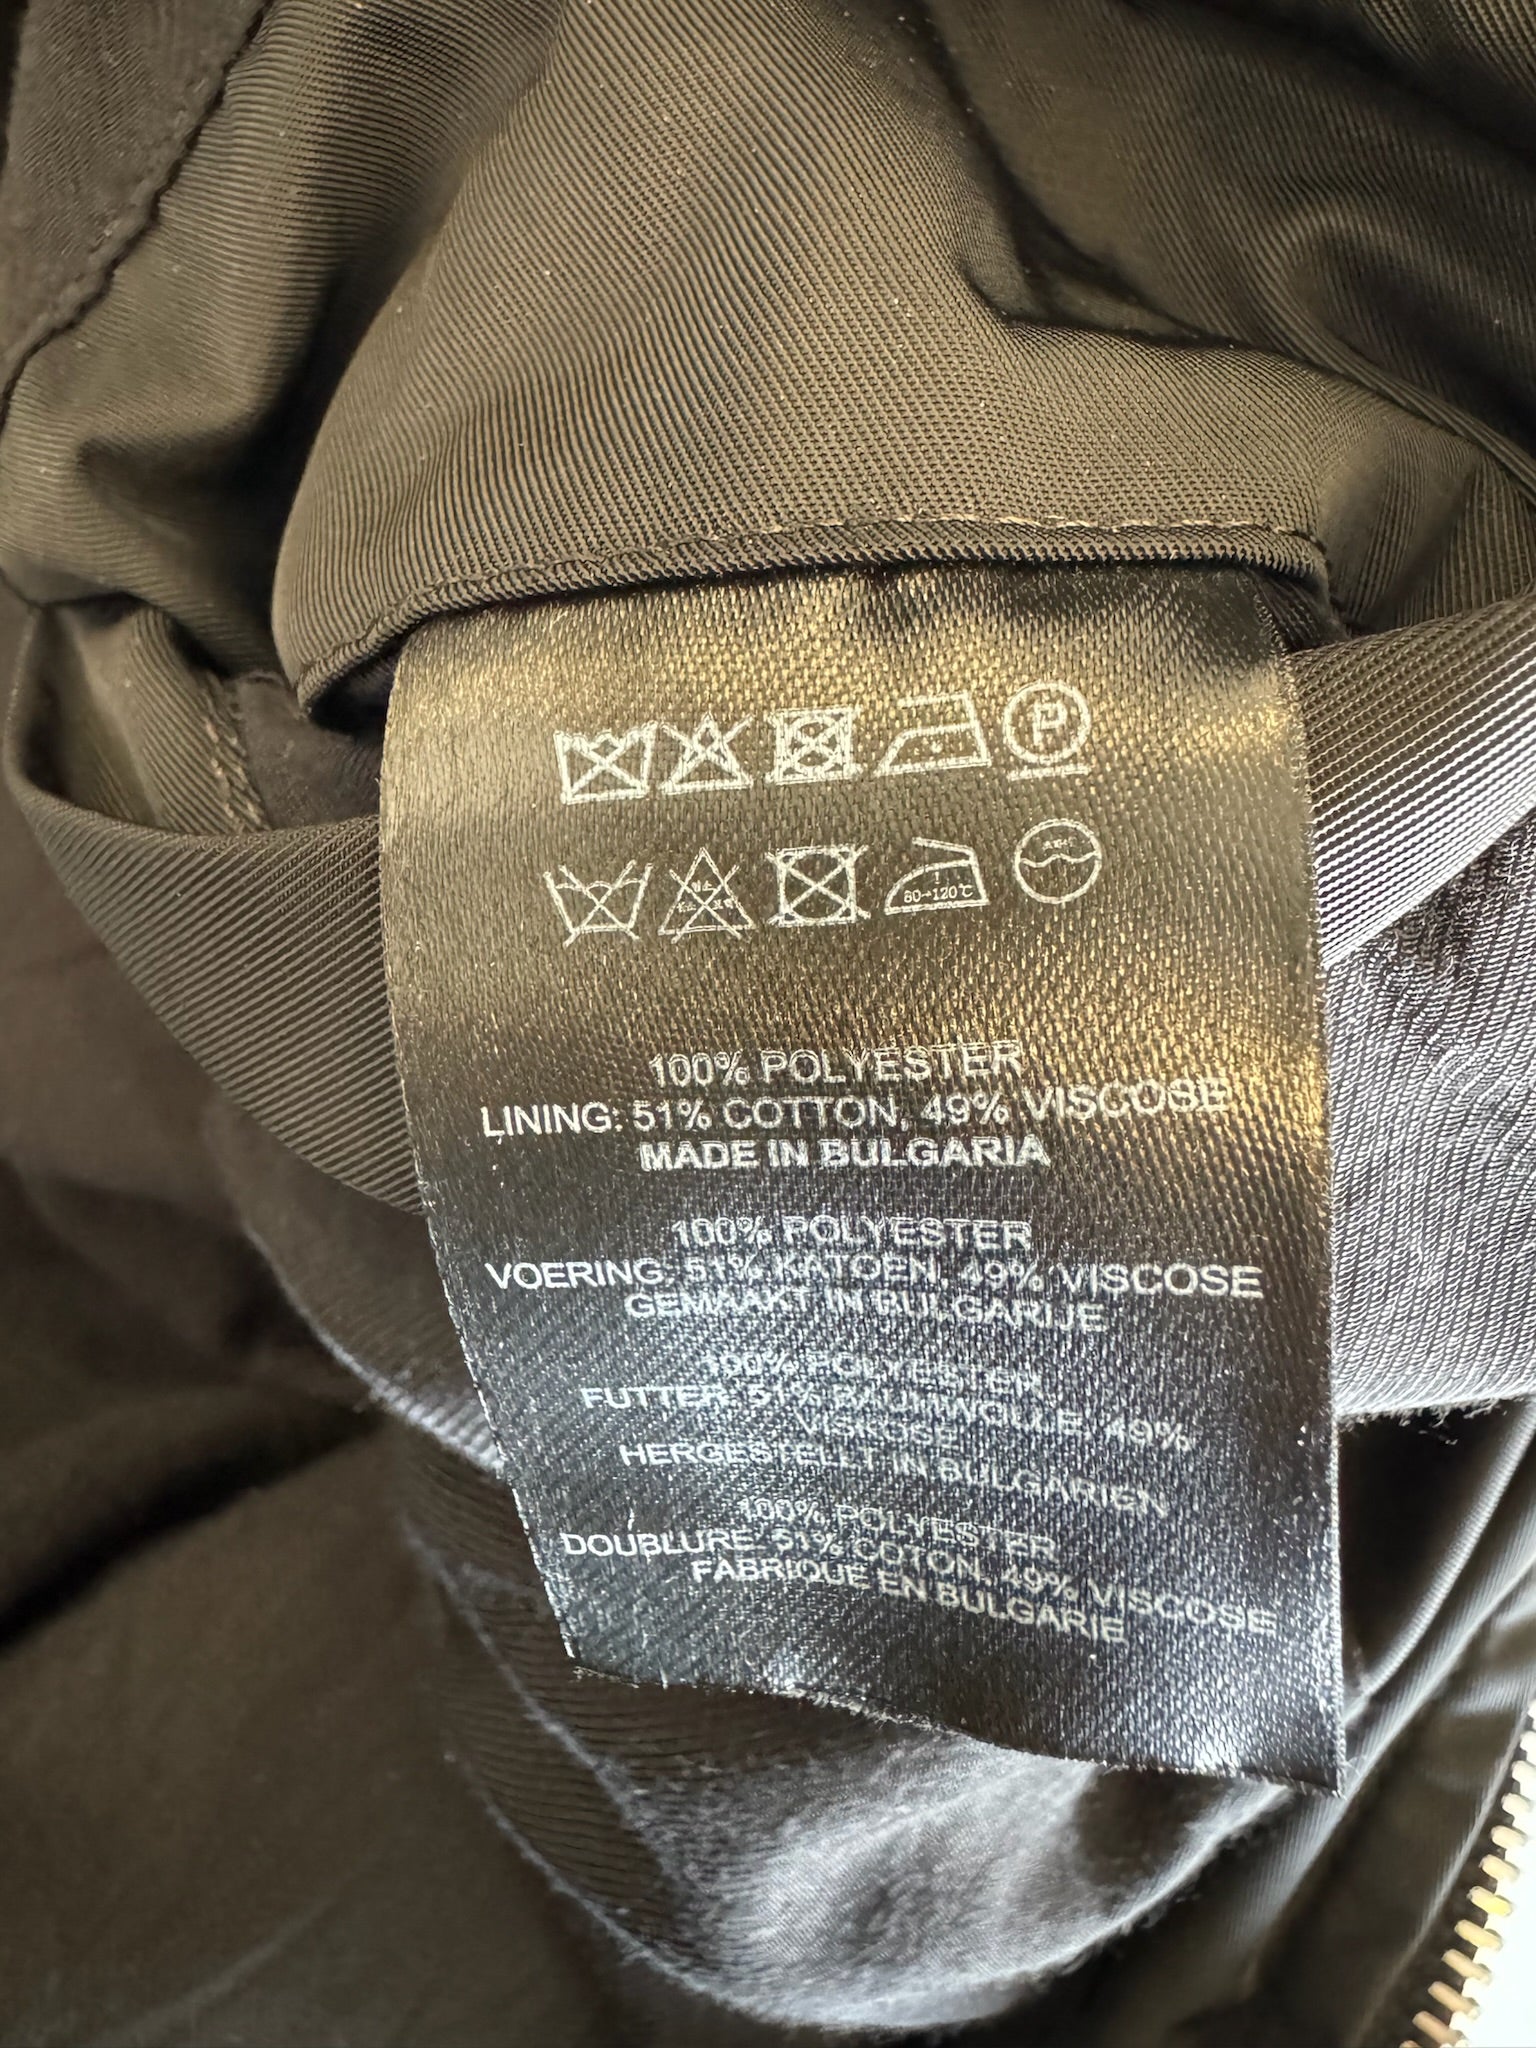 P
80~120℃
100% POLYESTER
LINING: 51% COTTON, 49% VISCOSE
MADE IN BULGARIA
100% POLYESTER
VOERING: 51% KATOEN, 49% VISCOSE
GEMAAKT IN BULGARIJE
100% POLYESTER
FUTTER: 51% BAUMWOLLE, 49%
VISKOSE
HERGESTELLT IN BULGARIEN
100% POLYESTER
DOUBLURE: 51% COTON, 49% VISCOSE
FABRIQUE EN BULGARIE